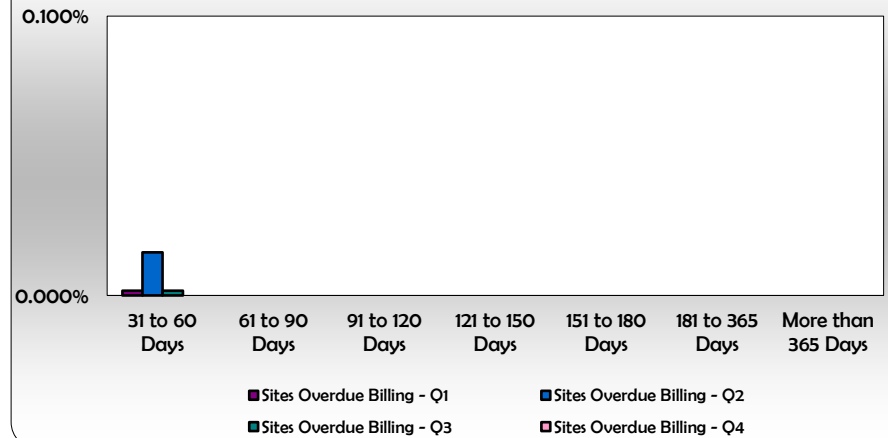 0.100%
0.000%
31 to 60 61 to 90 91 to 120 121 to 150 151 to 180 181 to 365 More than
Days Days Days Days Days Days 365 Days
Sites Overdue Billing - Q1 Sites Overdue Billing - Q2
Sites Overdue Billing - Q3 Sites Overdue Billing - Q4